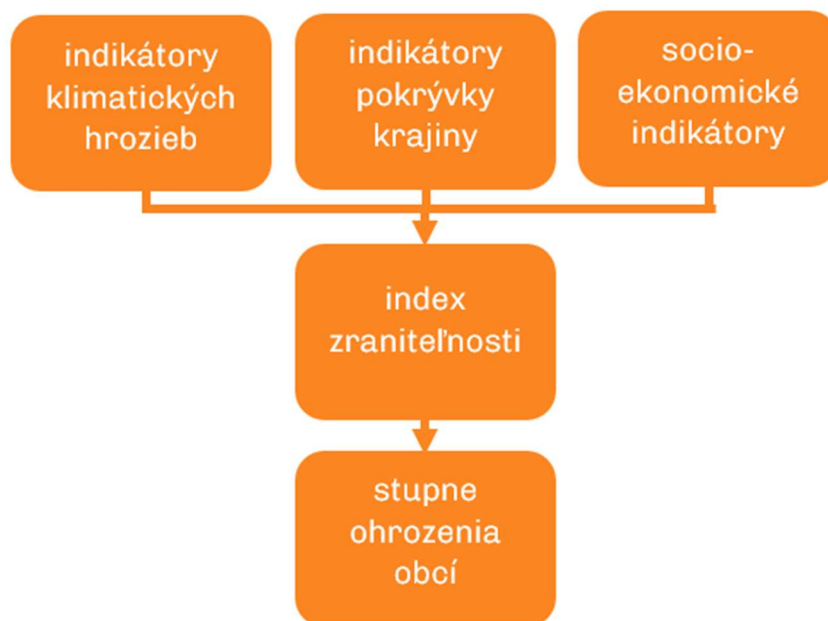 indikátory
klimatických
hrozieb
indikátory
pokrývky
krajiny
socio-
ekonomické
indikátory
index
zraniteľnosti
stupne
ohrozenia
obcí